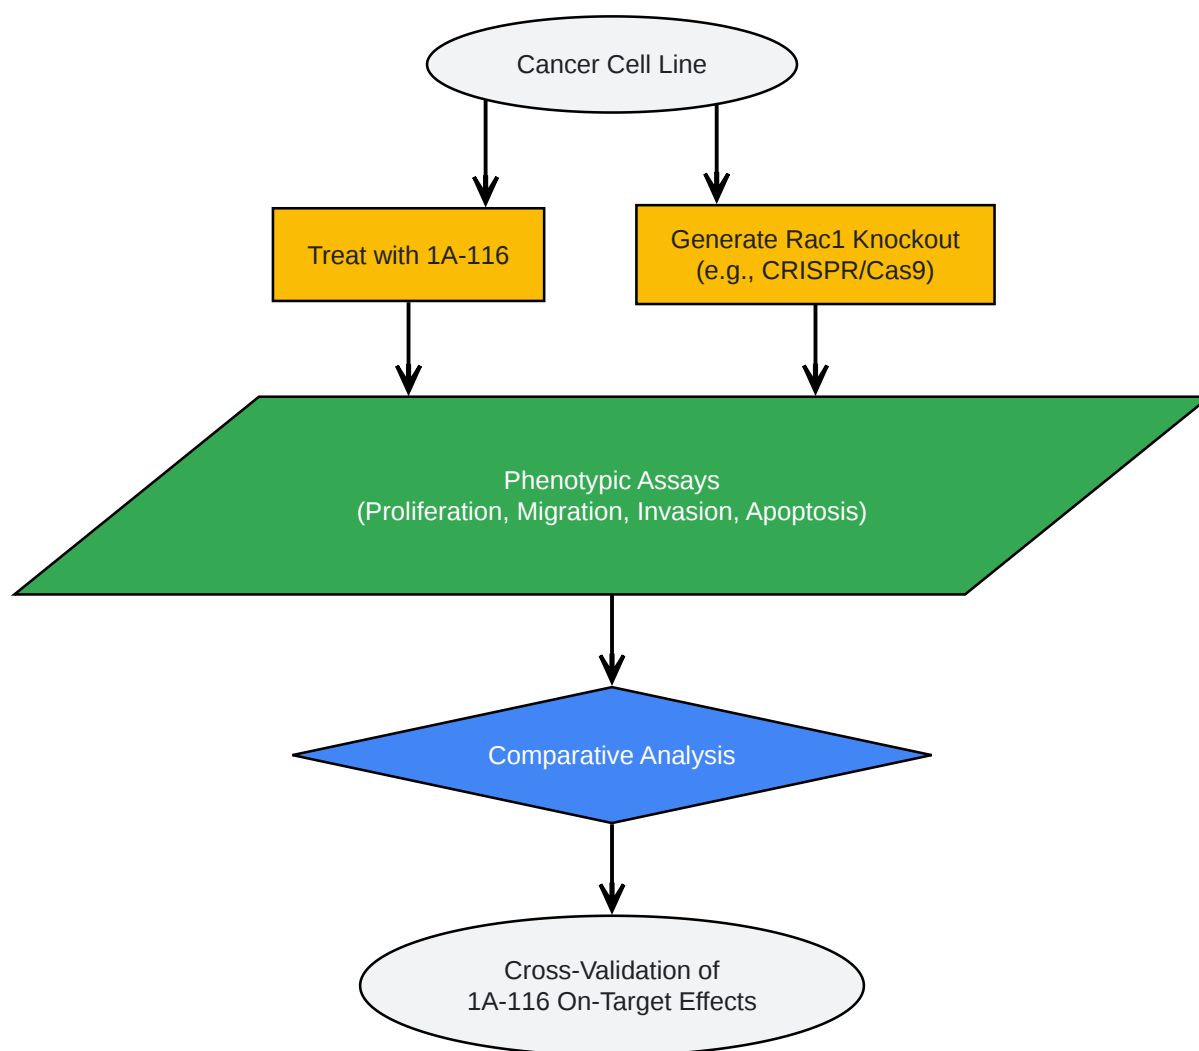 Cancer Cell Line
Treat with 1A-116
Generate Rac1 Knockout
(e.g., CRISPR/Cas9)
Phenotypic Assays
(Proliferation, Migration, Invasion, Apoptosis)
Comparative Analysis
Cross-Validation of
1A-116 On-Target Effects